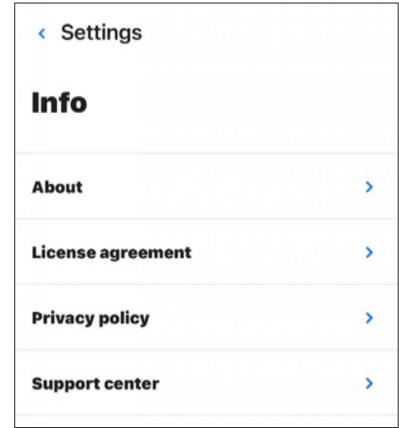 Settings
Info
About
License agreement
Privacy policy
Support center